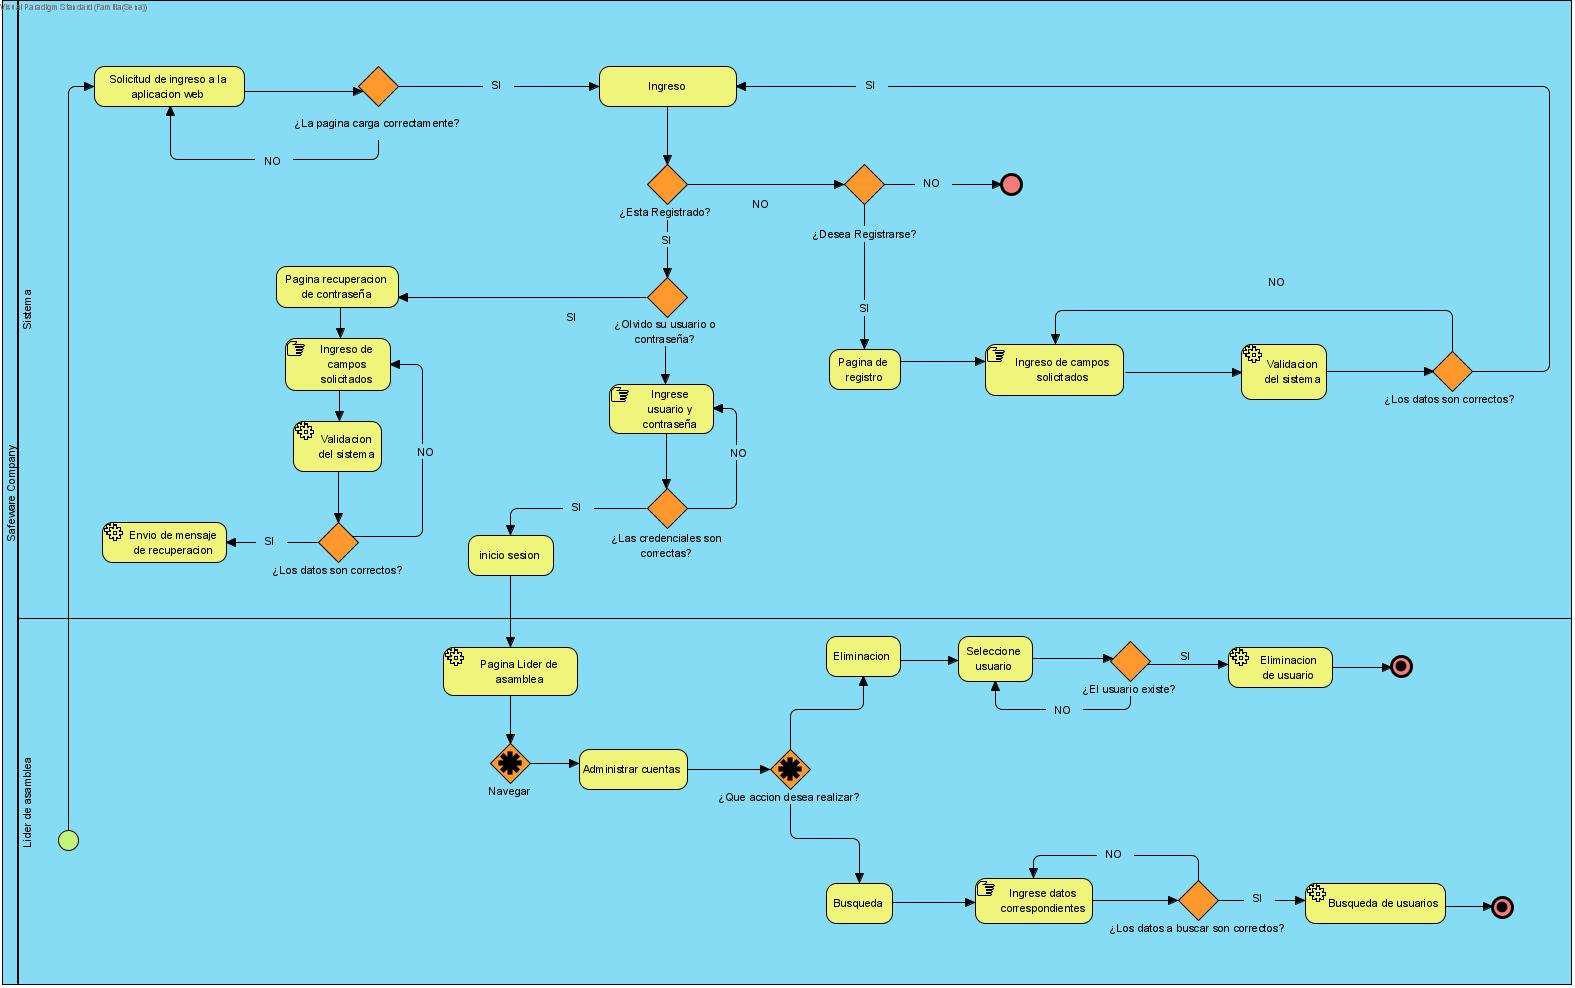 Visual Paradigm Standard (Familia(Sena))
Solicitud de ingreso a la
aplicacion web
¿La pagina carga correctamente?
SI
NO
Ingreso
SI
¿Esta Registrado?
NO
¿Desea Registrarse?
NO
SI
SI
Pagina recuperacion
de contraseña
SI
¿Olvido su usuario o
contraseña?
Ingreso de
campos
solicitados
Validacion
del sistema
NO
¿Los datos son correctos?
SI
Envio de mensaje
de recuperacion
Ingrese
usuario y
contraseña
NO
¿Las credenciales son
correctas?
SI
inicio sesion
Pagina de
registro
Ingreso de campos
solicitados
NO
Validacion
del sistema
¿Los datos son correctos?
Sistema
Safeware Company
Lider de asamblea
Pagina Lider de
asamblea
Navegar
Administrar cuentas
¿Que accion desea realizar?
Eliminacion
Seleccione
usuario
¿El usuario existe?
NO
SI
Eliminacion
de usuario
Busqueda
Ingrese datos
correspondientes
NO
¿Los datos a buscar son correctos?
SI
Busqueda de usuarios